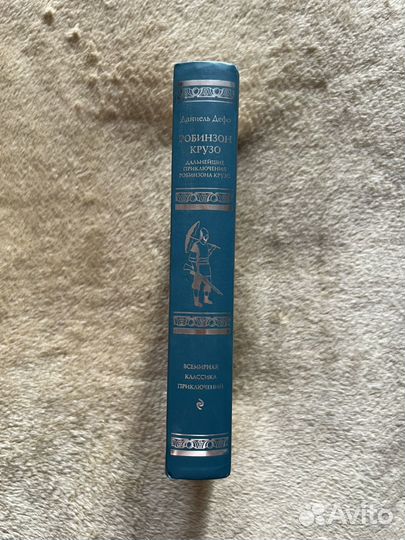 Даниель Дефо
РОБИНЗОН
КРУЗО
ДАЛЬНЕЙШИЕ
ПРИКЛЮЧЕНИЯ
РОБИНЗОНА КРУЗО
ВСЕМИРНАЯ
КЛАССИКА
ПРИКЛЮЧЕНИЙ
Avito